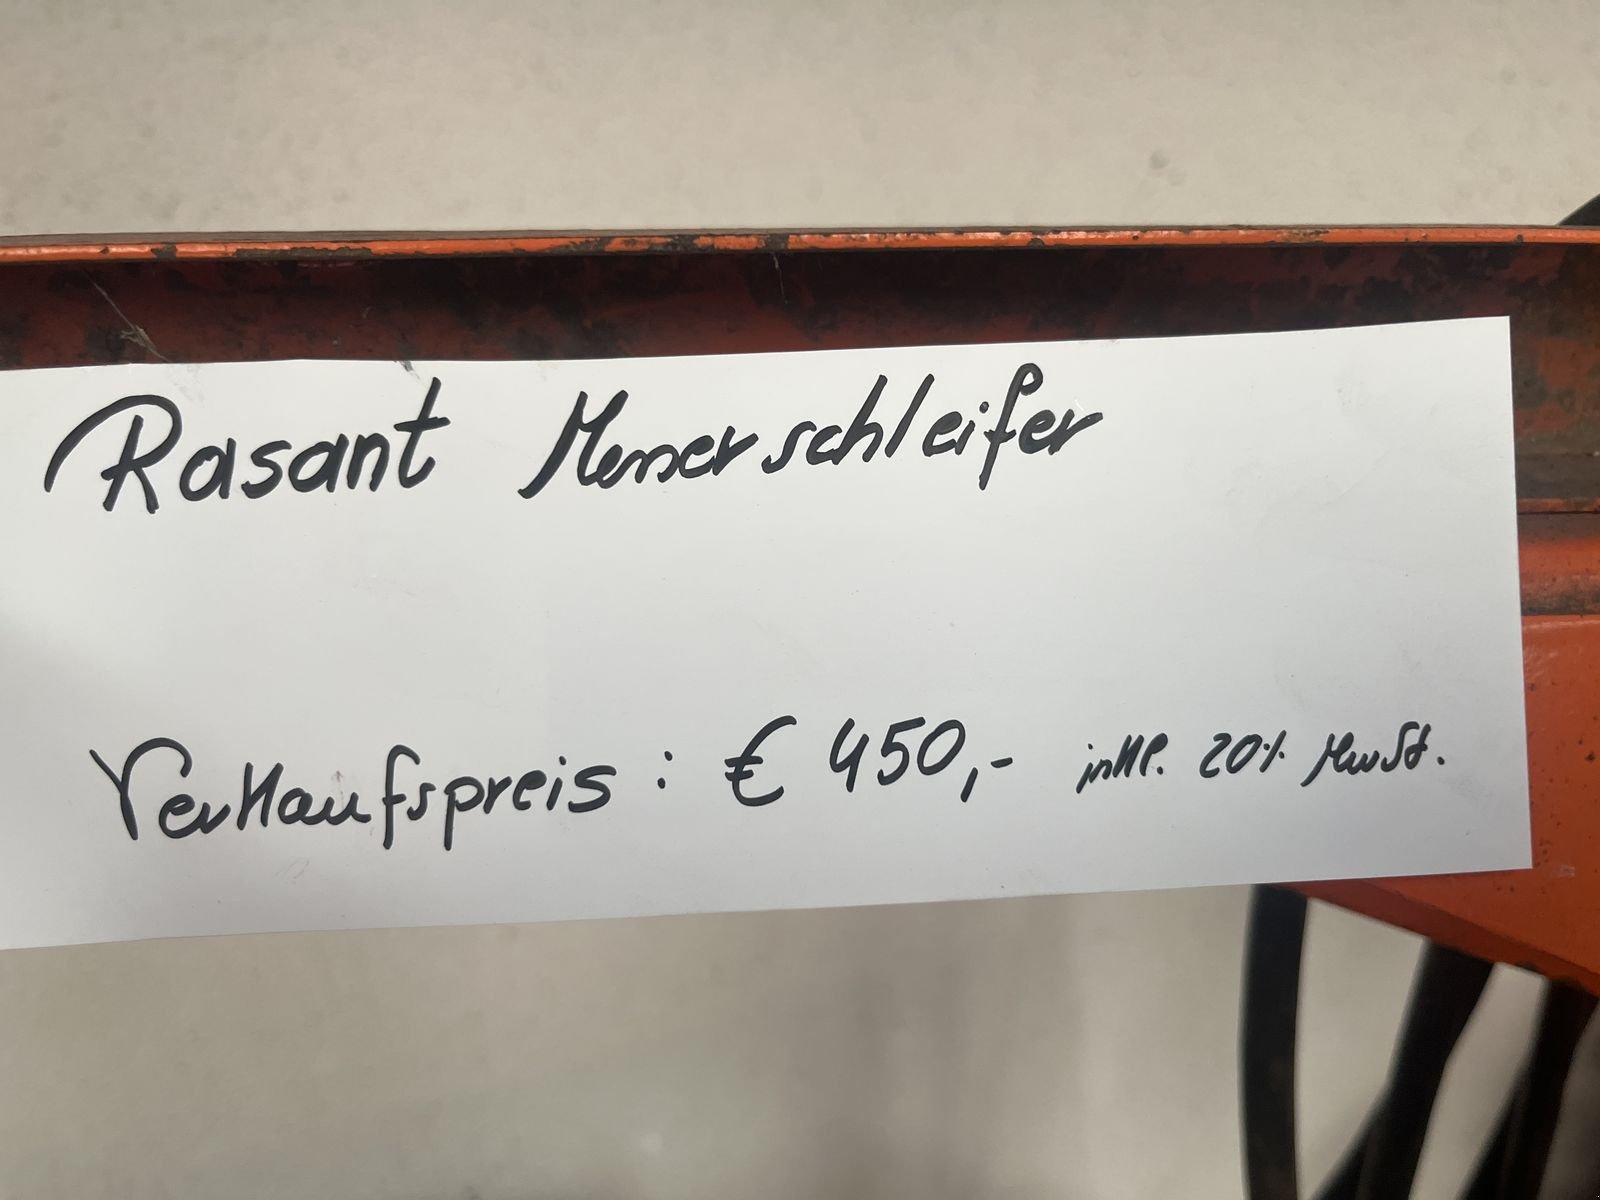 Rasant Messerschleifer
Verkaufspreis : € 450,- inkl. 20% MwSt.